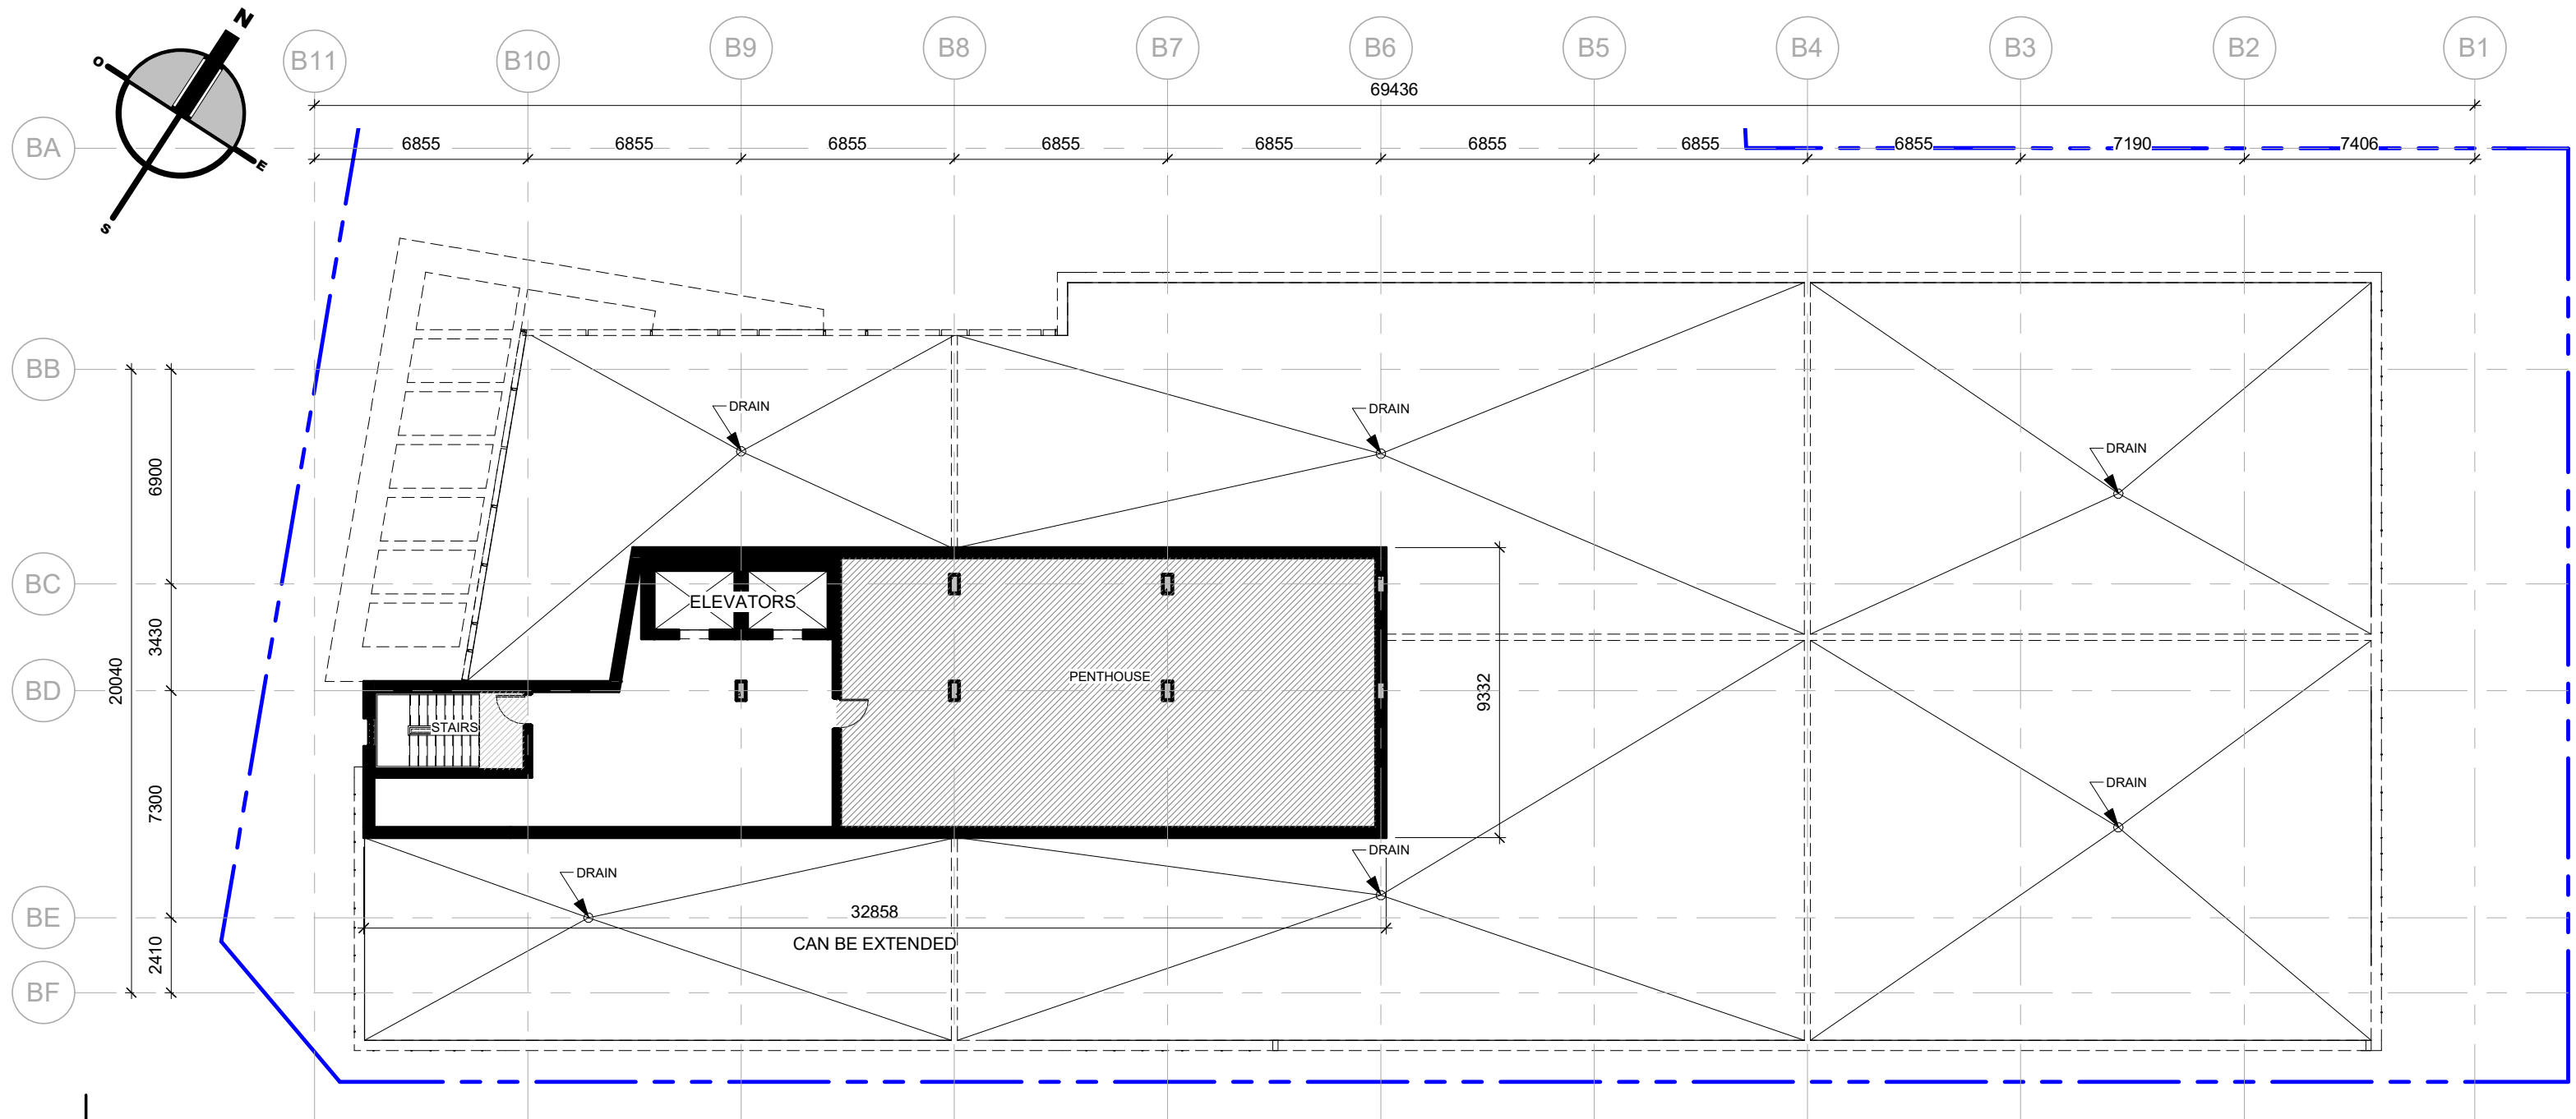 N
O
E
S
B11
B10
B9
B8
B7
B6
B5
B4
B3
B2
B1
69436
BA
6855
6855
6855
6855
6855
6855
6855
6855
7190
7406
BB
DRAIN
DRAIN
DRAIN
6900
BC
ELEVATORS
3430
20040
BD
PENTHOUSE
9332
STAIRS
7300
DRAIN
DRAIN
DRAIN
BE
32858
CAN BE EXTENDED
2410
BF